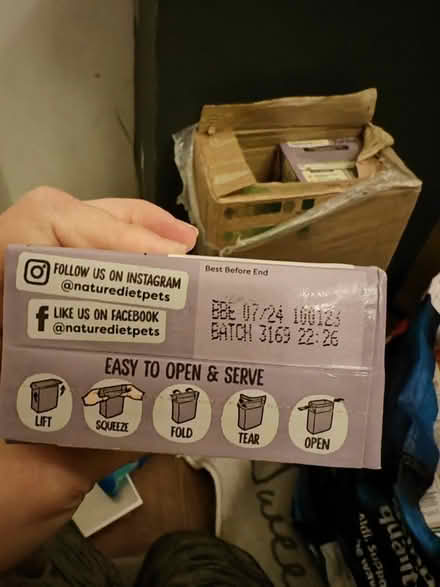 FOLLOW US ON INSTAGRAM
@naturedietpets
LIKE US ON FACEBOOK
@naturedietpets
Best Before End
BBE 07/24 100123
BATCH 3169 22:26
EASY TO OPEN & SERVE
LIFT
SQUEEZE
FOLD
TEAR
OPEN